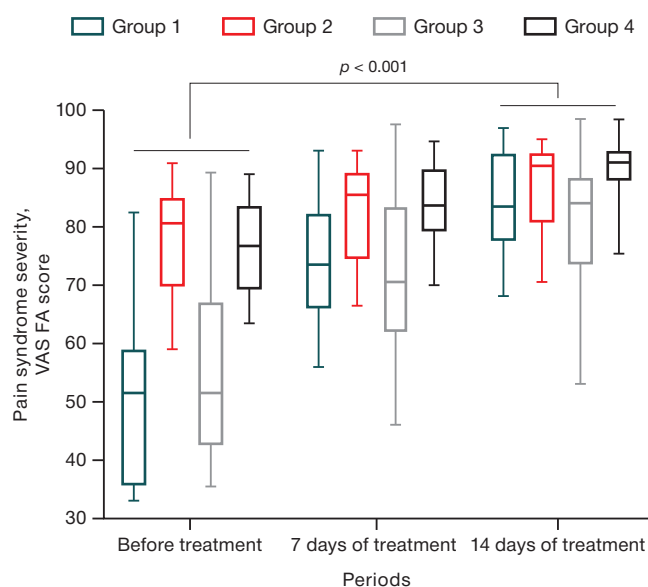 Group 1 Group 2 Group 3 Group 4
p < 0.001
Pain syndrome severity,
VAS FA score
100
90
80
70
60
50
40
30
Before treatment 7 days of treatment 14 days of treatment
Periods